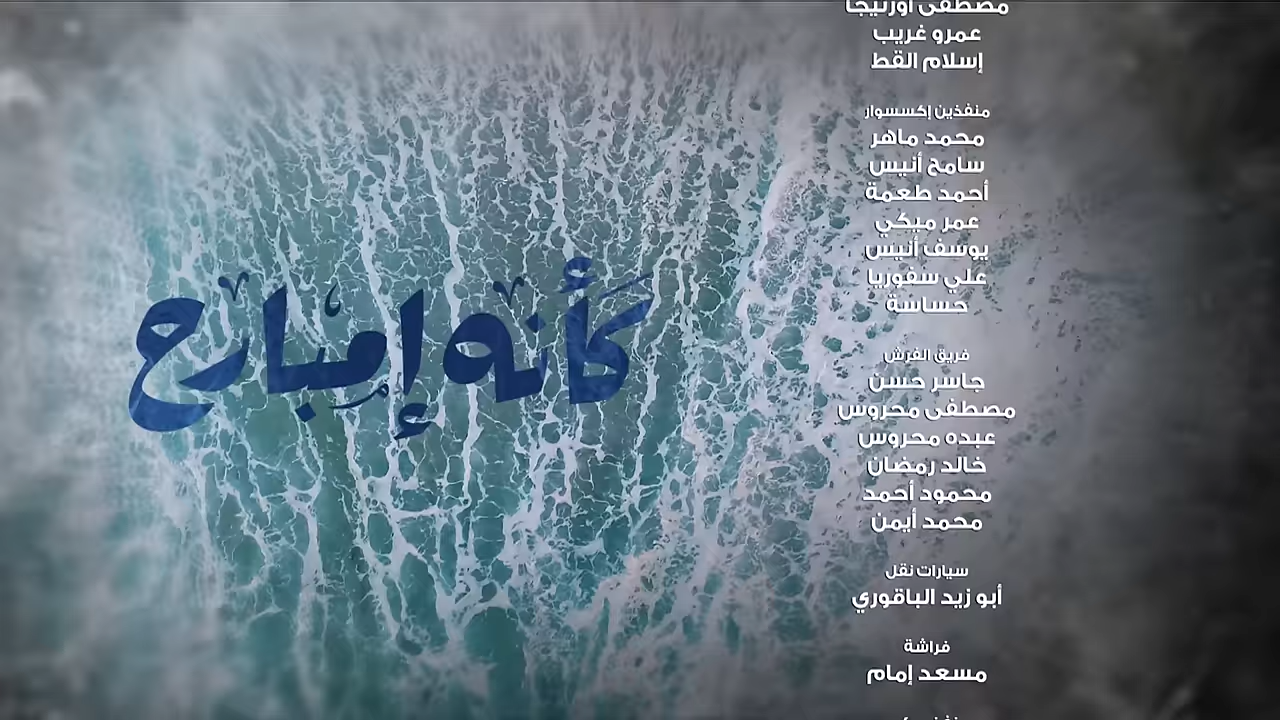 مصطفى اورنيجا
عمرو غريب
إسلام القط
منفذين إكسسوار
محمد ماهر
سامح أنيس
أحمد طعمة
عمر ميكي
يوسف أنيس
علي سفوريا
حساسة
فريق الفرش
جاسر حسن
مصطفى محروس
عبده محروس
خالد رمضان
محمود أحمد
محمد أيمن
سيارات نقل
أبو زيد الباقوري
فراشة
مسعد إمام
كأنه إمبارح